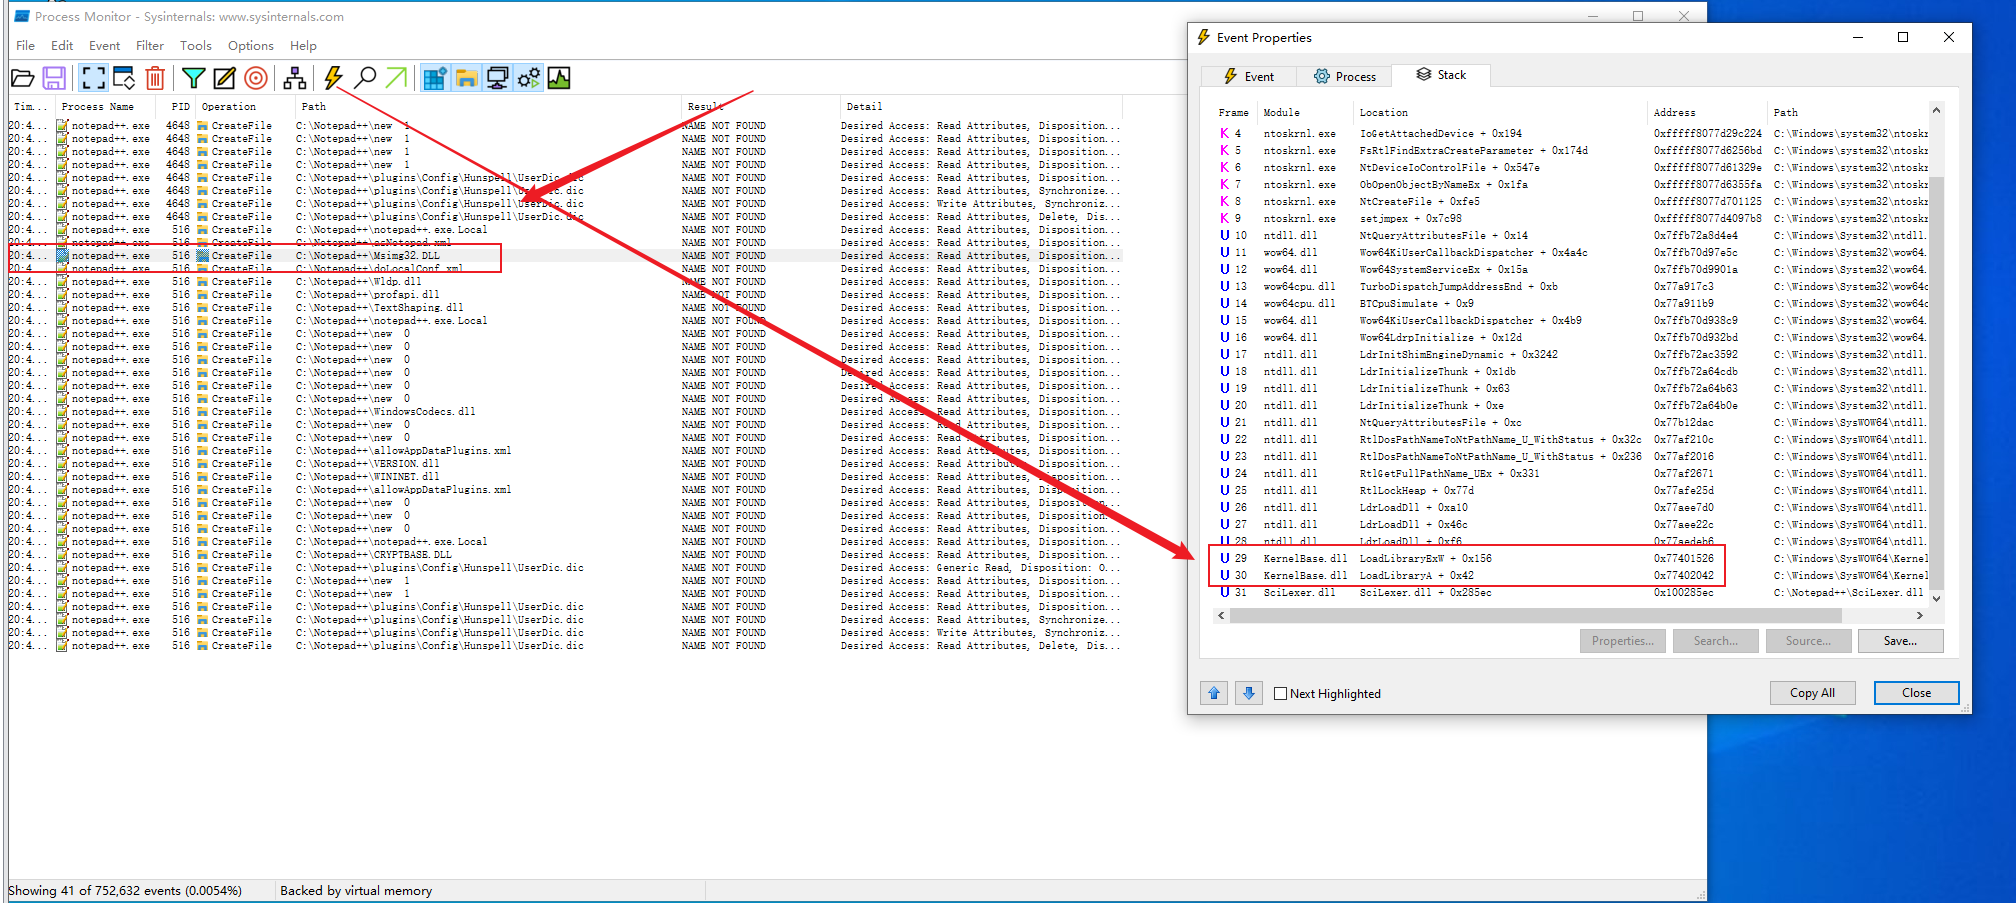 Process Monitor - Sysinternals: www.sysinternals.com
File Edit Event Filter Tools Options Help
Tim... Process Name PID Operation Path Result Detail
20:4... notepad++.exe 4648 CreateFile C:\Notepad++\new 1 NAME NOT FOUND Desired Access: Read Attributes, Disposition...
20:4... notepad++.exe 4648 CreateFile C:\Notepad++\new 1 NAME NOT FOUND Desired Access: Read Attributes, Disposition...
20:4... notepad++.exe 4648 CreateFile C:\Notepad++\new 1 NAME NOT FOUND Desired Access: Read Attributes, Disposition...
20:4... notepad++.exe 4648 CreateFile C:\Notepad++\new 1 NAME NOT FOUND Desired Access: Read Attributes, Disposition...
20:4... notepad++.exe 4648 CreateFile C:\Notepad++\plugins\Config\Hunspell\UserDic.dic NAME NOT FOUND Desired Access: Read Attributes, Disposition...
20:4... notepad++.exe 4648 CreateFile C:\Notepad++\plugins\Config\Hunspell\UserDic.dic NAME NOT FOUND Desired Access: Read Attributes, Synchronize...
20:4... notepad++.exe 4648 CreateFile C:\Notepad++\plugins\Config\Hunspell\UserDic.dic NAME NOT FOUND Desired Access: Write Attributes, Synchroniz...
20:4... notepad++.exe 4648 CreateFile C:\Notepad++\plugins\Config\Hunspell\UserDic.dic NAME NOT FOUND Desired Access: Read Attributes, Delete, Dis...
20:4... notepad++.exe 516 CreateFile C:\Notepad++\notepad++.exe.Local NAME NOT FOUND Desired Access: Read Attributes, Disposition...
20:4... notepad++.exe 516 CreateFile C:\Notepad++\asNotepad.xml NAME NOT FOUND Desired Access: Read Attributes, Disposition...
20:4... notepad++.exe 516 CreateFile C:\Notepad++\Msimg32.DLL NAME NOT FOUND Desired Access: Read Attributes, Disposition...
20:4... notepad++.exe 516 CreateFile C:\Notepad++\doLocalConf.xml NAME NOT FOUND Desired Access: Read Attributes, Disposition...
20:4... notepad++.exe 516 CreateFile C:\Notepad++\Wldp.dll NAME NOT FOUND Desired Access: Read Attributes, Disposition...
20:4... notepad++.exe 516 CreateFile C:\Notepad++\profapi.dll NAME NOT FOUND Desired Access: Read Attributes, Disposition...
20:4... notepad++.exe 516 CreateFile C:\Notepad++\TextShaping.dll NAME NOT FOUND Desired Access: Read Attributes, Disposition...
20:4... notepad++.exe 516 CreateFile C:\Notepad++\notepad++.exe.Local NAME NOT FOUND Desired Access: Read Attributes, Disposition...
20:4... notepad++.exe 516 CreateFile C:\Notepad++\new 0 NAME NOT FOUND Desired Access: Read Attributes, Disposition...
20:4... notepad++.exe 516 CreateFile C:\Notepad++\new 0 NAME NOT FOUND Desired Access: Read Attributes, Disposition...
20:4... notepad++.exe 516 CreateFile C:\Notepad++\new 0 NAME NOT FOUND Desired Access: Read Attributes, Disposition...
20:4... notepad++.exe 516 CreateFile C:\Notepad++\new 0 NAME NOT FOUND Desired Access: Read Attributes, Disposition...
20:4... notepad++.exe 516 CreateFile C:\Notepad++\new 0 NAME NOT FOUND Desired Access: Read Attributes, Disposition...
20:4... notepad++.exe 516 CreateFile C:\Notepad++\new 0 NAME NOT FOUND Desired Access: Read Attributes, Disposition...
20:4... notepad++.exe 516 CreateFile C:\Notepad++\WindowsCodecs.dll NAME NOT FOUND Desired Access: Read Attributes, Disposition...
20:4... notepad++.exe 516 CreateFile C:\Notepad++\new 0 NAME NOT FOUND Desired Access: Read Attributes, Disposition...
20:4... notepad++.exe 516 CreateFile C:\Notepad++\new 0 NAME NOT FOUND Desired Access: Read Attributes, Disposition...
20:4... notepad++.exe 516 CreateFile C:\Notepad++\allowAppDataPlugins.xml NAME NOT FOUND Desired Access: Read Attributes, Disposition...
20:4... notepad++.exe 516 CreateFile C:\Notepad++\VERSION.dll NAME NOT FOUND Desired Access: Read Attributes, Disposition...
20:4... notepad++.exe 516 CreateFile C:\Notepad++\WININET.dll NAME NOT FOUND Desired Access: Read Attributes, Disposition...
20:4... notepad++.exe 516 CreateFile C:\Notepad++\allowAppDataPlugins.xml NAME NOT FOUND Desired Access: Read Attributes, Disposition...
20:4... notepad++.exe 516 CreateFile C:\Notepad++\new 0 NAME NOT FOUND Desired Access: Read Attributes, Disposition...
20:4... notepad++.exe 516 CreateFile C:\Notepad++\new 0 NAME NOT FOUND Desired Access: Read Attributes, Disposition...
20:4... notepad++.exe 516 CreateFile C:\Notepad++\new 0 NAME NOT FOUND Desired Access: Read Attributes, Disposition...
20:4... notepad++.exe 516 CreateFile C:\Notepad++\notepad++.exe.Local NAME NOT FOUND Desired Access: Read Attributes, Disposition...
20:4... notepad++.exe 516 CreateFile C:\Notepad++\CRYPTBASE.DLL NAME NOT FOUND Desired Access: Read Attributes, Disposition...
20:4... notepad++.exe 516 CreateFile C:\Notepad++\plugins\Config\Hunspell\UserDic.dic NAME NOT FOUND Desired Access: Generic Read, Disposition: O...
20:4... notepad++.exe 516 CreateFile C:\Notepad++\new 1 NAME NOT FOUND Desired Access: Read Attributes, Disposition...
20:4... notepad++.exe 516 CreateFile C:\Notepad++\new 1 NAME NOT FOUND Desired Access: Read Attributes, Disposition...
20:4... notepad++.exe 516 CreateFile C:\Notepad++\plugins\Config\Hunspell\UserDic.dic NAME NOT FOUND Desired Access: Read Attributes, Disposition...
20:4... notepad++.exe 516 CreateFile C:\Notepad++\plugins\Config\Hunspell\UserDic.dic NAME NOT FOUND Desired Access: Read Attributes, Synchronize...
20:4... notepad++.exe 516 CreateFile C:\Notepad++\plugins\Config\Hunspell\UserDic.dic NAME NOT FOUND Desired Access: Write Attributes, Synchroniz...
20:4... notepad++.exe 516 CreateFile C:\Notepad++\plugins\Config\Hunspell\UserDic.dic NAME NOT FOUND Desired Access: Read Attributes, Delete, Dis...
Showing 41 of 752,632 events (0.0054%) Backed by virtual memory
Event Properties
Event Process Stack
Frame Module Location Address Path
K 4 ntoskrnl.exe IoGetAttachedDevice + 0x194 0xfffff8077d29c224 C:\Windows\system32\ntoskr
K 5 ntoskrnl.exe FsRtlFindExtraCreateParameter + 0x174d 0xfffff8077d6256bd C:\Windows\system32\ntoskr
K 6 ntoskrnl.exe NtDeviceIoControlFile + 0x547e 0xfffff8077d61329e C:\Windows\system32\ntoskr
K 7 ntoskrnl.exe ObOpenObjectByNameEx + 0x1fa 0xfffff8077d6355fa C:\Windows\system32\ntoskr
K 8 ntoskrnl.exe NtCreateFile + 0xfe5 0xfffff8077d701125 C:\Windows\system32\ntoskr
K 9 ntoskrnl.exe setjmpex + 0x7c98 0xfffff8077d4097b8 C:\Windows\system32\ntoskr
U 10 ntdll.dll NtQueryAttributesFile + 0x14 0x7ffb72a8d4e4 C:\Windows\System32\ntdll.
U 11 wow64.dll Wow64KiUserCallbackDispatcher + 0x4a4c 0x7ffb70d97e5c C:\Windows\System32\wow64.
U 12 wow64.dll Wow64SystemServiceEx + 0x15a 0x7ffb70d9901a C:\Windows\System32\wow64.
U 13 wow64cpu.dll TurboDispatchJumpAddressEnd + 0xb 0x77a917c3 C:\Windows\System32\wow64c
U 14 wow64cpu.dll BTCpuSimulate + 0x9 0x77a911b9 C:\Windows\System32\wow64c
U 15 wow64.dll Wow64KiUserCallbackDispatcher + 0x4b9 0x7ffb70d938c9 C:\Windows\System32\wow64.
U 16 wow64.dll Wow64LdrpInitialize + 0x12d 0x7ffb70d932bd C:\Windows\System32\wow64.
U 17 ntdll.dll LdrInitShimEngineDynamic + 0x3242 0x7ffb72ac3592 C:\Windows\System32\ntdll.
U 18 ntdll.dll LdrInitializeThunk + 0x1db 0x7ffb72a64cdb C:\Windows\System32\ntdll.
U 19 ntdll.dll LdrInitializeThunk + 0x63 0x7ffb72a64b63 C:\Windows\System32\ntdll.
U 20 ntdll.dll LdrInitializeThunk + 0xe 0x7ffb72a64b0e C:\Windows\System32\ntdll.
U 21 ntdll.dll NtQueryAttributesFile + 0xc 0x77b12dac C:\Windows\SysWOW64\ntdll.
U 22 ntdll.dll RtlDosPathNameToNtPathName_U_WithStatus + 0x32c 0x77af210c C:\Windows\SysWOW64\ntdll.
U 23 ntdll.dll RtlDosPathNameToNtPathName_U_WithStatus + 0x236 0x77af2016 C:\Windows\SysWOW64\ntdll.
U 24 ntdll.dll RtlGetFullPathName_UEx + 0x331 0x77af2671 C:\Windows\SysWOW64\ntdll.
U 25 ntdll.dll RtlLockHeap + 0x77d 0x77afe25d C:\Windows\SysWOW64\ntdll.
U 26 ntdll.dll LdrLoadDll + 0xa10 0x77aee7d0 C:\Windows\SysWOW64\ntdll.
U 27 ntdll.dll LdrLoadDll + 0x46c 0x77aee22c C:\Windows\SysWOW64\ntdll.
U 28 ntdll.dll LdrLoadDll + 0xf6 0x77aedeb6 C:\Windows\SysWOW64\ntdll.
U 29 KernelBase.dll LoadLibraryExW + 0x156 0x77401526 C:\Windows\SysWOW64\Kernel
U 30 KernelBase.dll LoadLibraryA + 0x42 0x77402042 C:\Windows\SysWOW64\Kernel
U 31 SciLexer.dll SciLexer.dll + 0x285ec 0x100285ec C:\Notepad++\SciLexer.dll
Properties... Search... Source... Save...
Next Highlighted Copy All Close